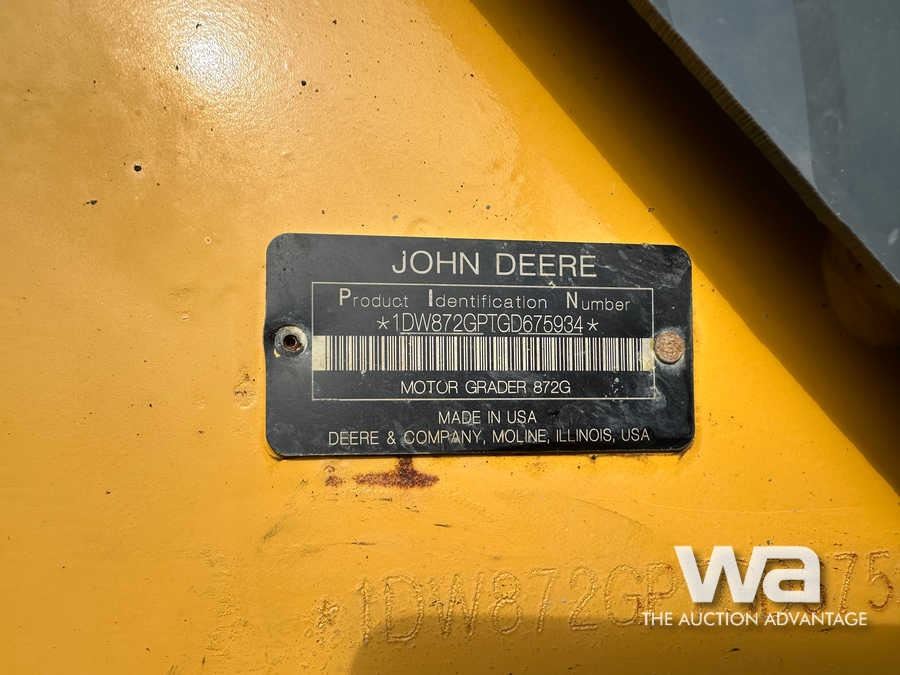 JOHN DEERE
Product Identification Number
*1DW872GPTGD675934*
MOTOR GRADER 872G
MADE IN USA
DEERE & COMPANY, MOLINE, ILLINOIS, USA
*1DW872GP
wa
THE AUCTION ADVANTAGE